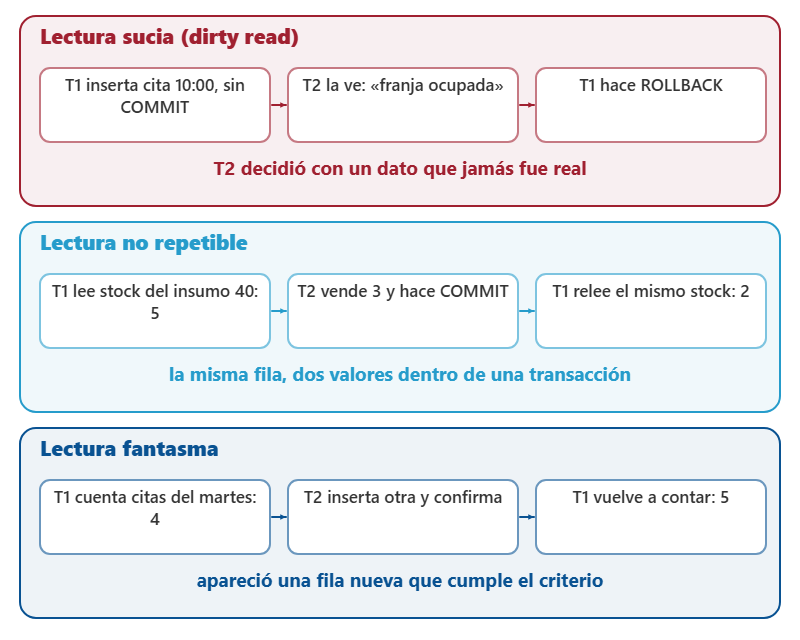 Lectura sucia (dirty read)
T1 inserta cita 10:00, sin
COMMIT
T2 la ve: «franja ocupada»
T1 hace ROLLBACK
T2 decidió con un dato que jamás fue real
Lectura no repetible
T1 lee stock del insumo 40:
5
T2 vende 3 y hace COMMIT
T1 relee el mismo stock: 2
la misma fila, dos valores dentro de una transacción
Lectura fantasma
T1 cuenta citas del martes:
4
T2 inserta otra y confirma
T1 vuelve a contar: 5
apareció una fila nueva que cumple el criterio